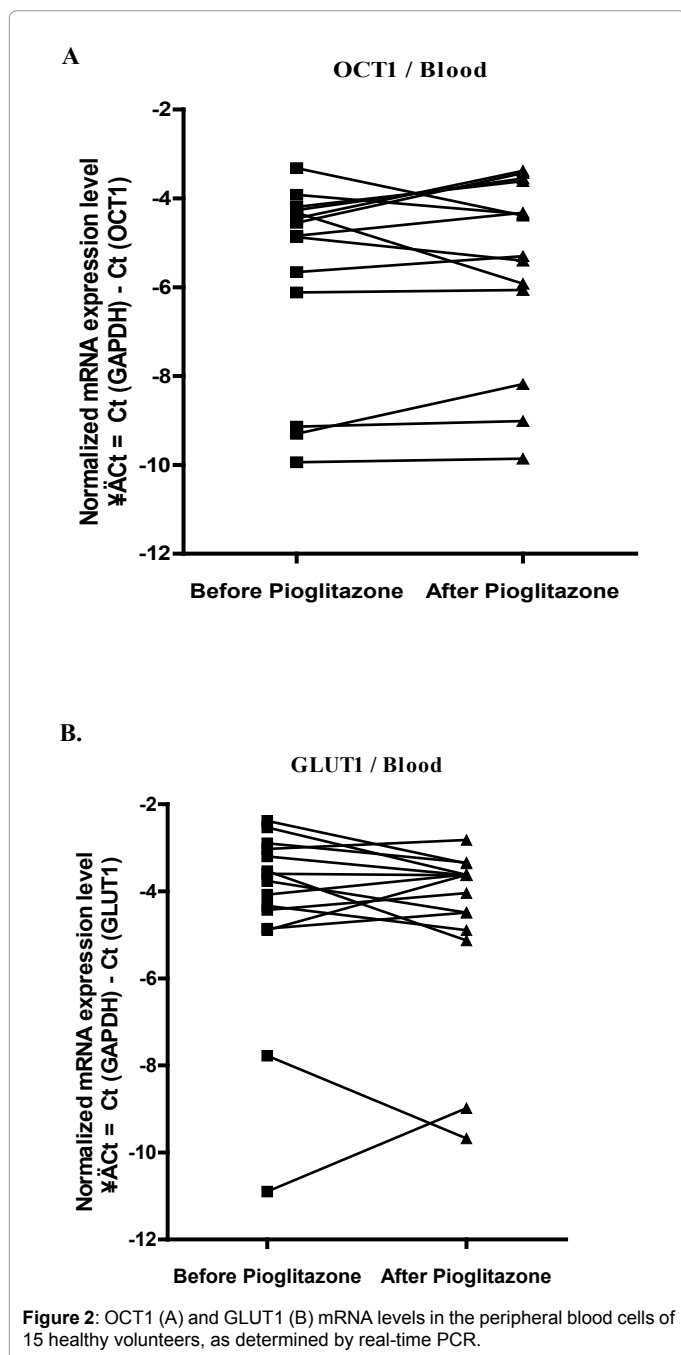 A
OCT1 / Blood
Normalized mRNA expression level
¥ÄCt = Ct (GAPDH) - Ct (OCT1)
-2
-4
-6
-8
-10
-12
Before Pioglitazone After Pioglitazone
B.
GLUT1 / Blood
Normalized mRNA expression level
¥ÄCt = Ct (GAPDH) - Ct (GLUT1)
-2
-4
-6
-8
-10
-12
Before Pioglitazone After Pioglitazone
Figure 2: OCT1 (A) and GLUT1 (B) mRNA levels in the peripheral blood cells of
15 healthy volunteers, as determined by real-time PCR.